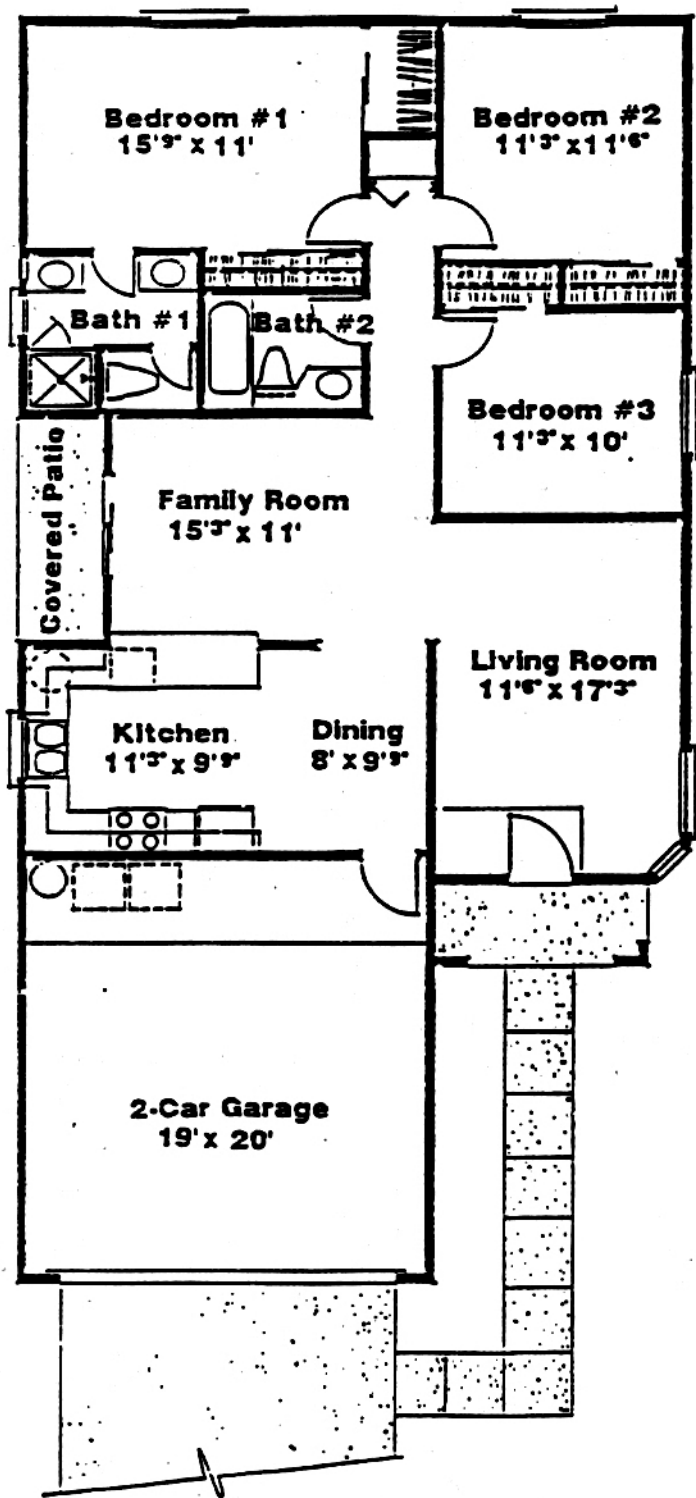 Bedroom #1
15'9" x 11'
Bedroom #2
11'3" x 11'6"
Bath #1
Bath #2
Bedroom #3
11'3" x 10'
Covered Patio
Family Room
15'3" x 11'
Living Room
11'6" x 17'3"
Kitchen
11'3" x 9'9"
Dining
8' x 9'9"
2-Car Garage
19' x 20'